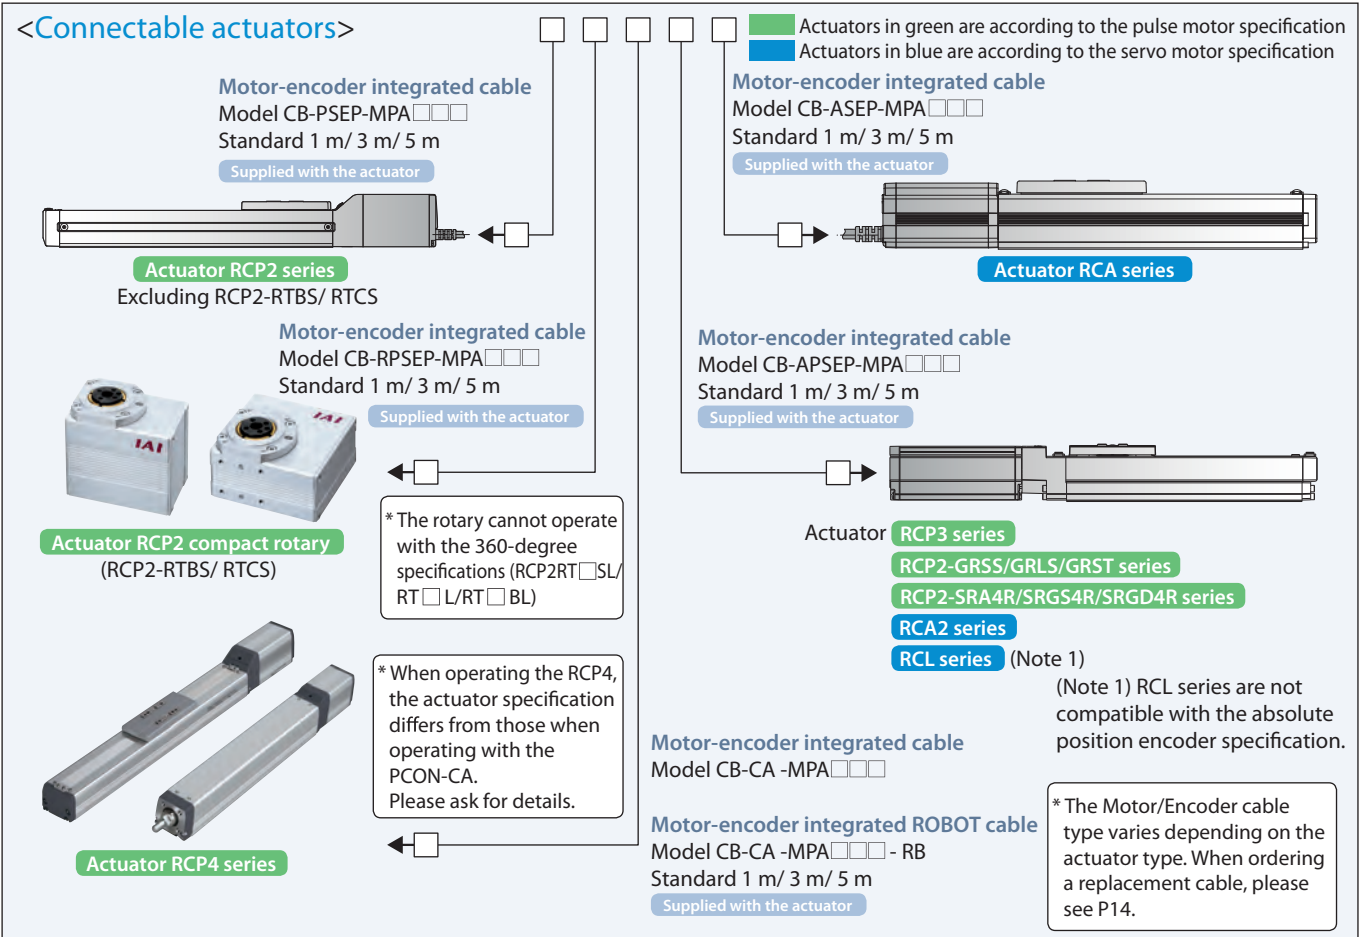 <Connectable actuators>
Actuators in green are according to the pulse motor specification
Actuators in blue are according to the servo motor specification
Motor-encoder integrated cable
Model CB-PSEP-MPA□□□
Standard 1 m/ 3 m/ 5 m
Supplied with the actuator
Actuator RCP2 series
Excluding RCP2-RTBS/ RTCS
Motor-encoder integrated cable
Model CB-ASEP-MPA□□□
Standard 1 m/ 3 m/ 5 m
Supplied with the actuator
Actuator RCA series
Motor-encoder integrated cable
Model CB-RPSEP-MPA□□□
Standard 1 m/ 3 m/ 5 m
Supplied with the actuator
IAI
IAI
Actuator RCP2 compact rotary
(RCP2-RTBS/ RTCS)
* The rotary cannot operate
with the 360-degree
specifications (RCP2RT□SL/
RT□ L/RT□ BL)
Motor-encoder integrated cable
Model CB-APSEP-MPA□□□
Standard 1 m/ 3 m/ 5 m
Supplied with the actuator
Actuator RCP3 series
RCP2-GRSS/GRLS/GRST series
RCP2-SRA4R/SRGS4R/SRGD4R series
RCA2 series
RCL series (Note 1)
(Note 1) RCL series are not
compatible with the absolute
position encoder specification.
* When operating the RCP4,
the actuator specification
differs from those when
operating with the
PCON-CA.
Please ask for details.
Actuator RCP4 series
Motor-encoder integrated cable
Model CB-CA -MPA□□□
Motor-encoder integrated ROBOT cable
Model CB-CA -MPA□□□ - RB
Standard 1 m/ 3 m/ 5 m
Supplied with the actuator
* The Motor/Encoder cable
type varies depending on the
actuator type. When ordering
a replacement cable, please
see P14.